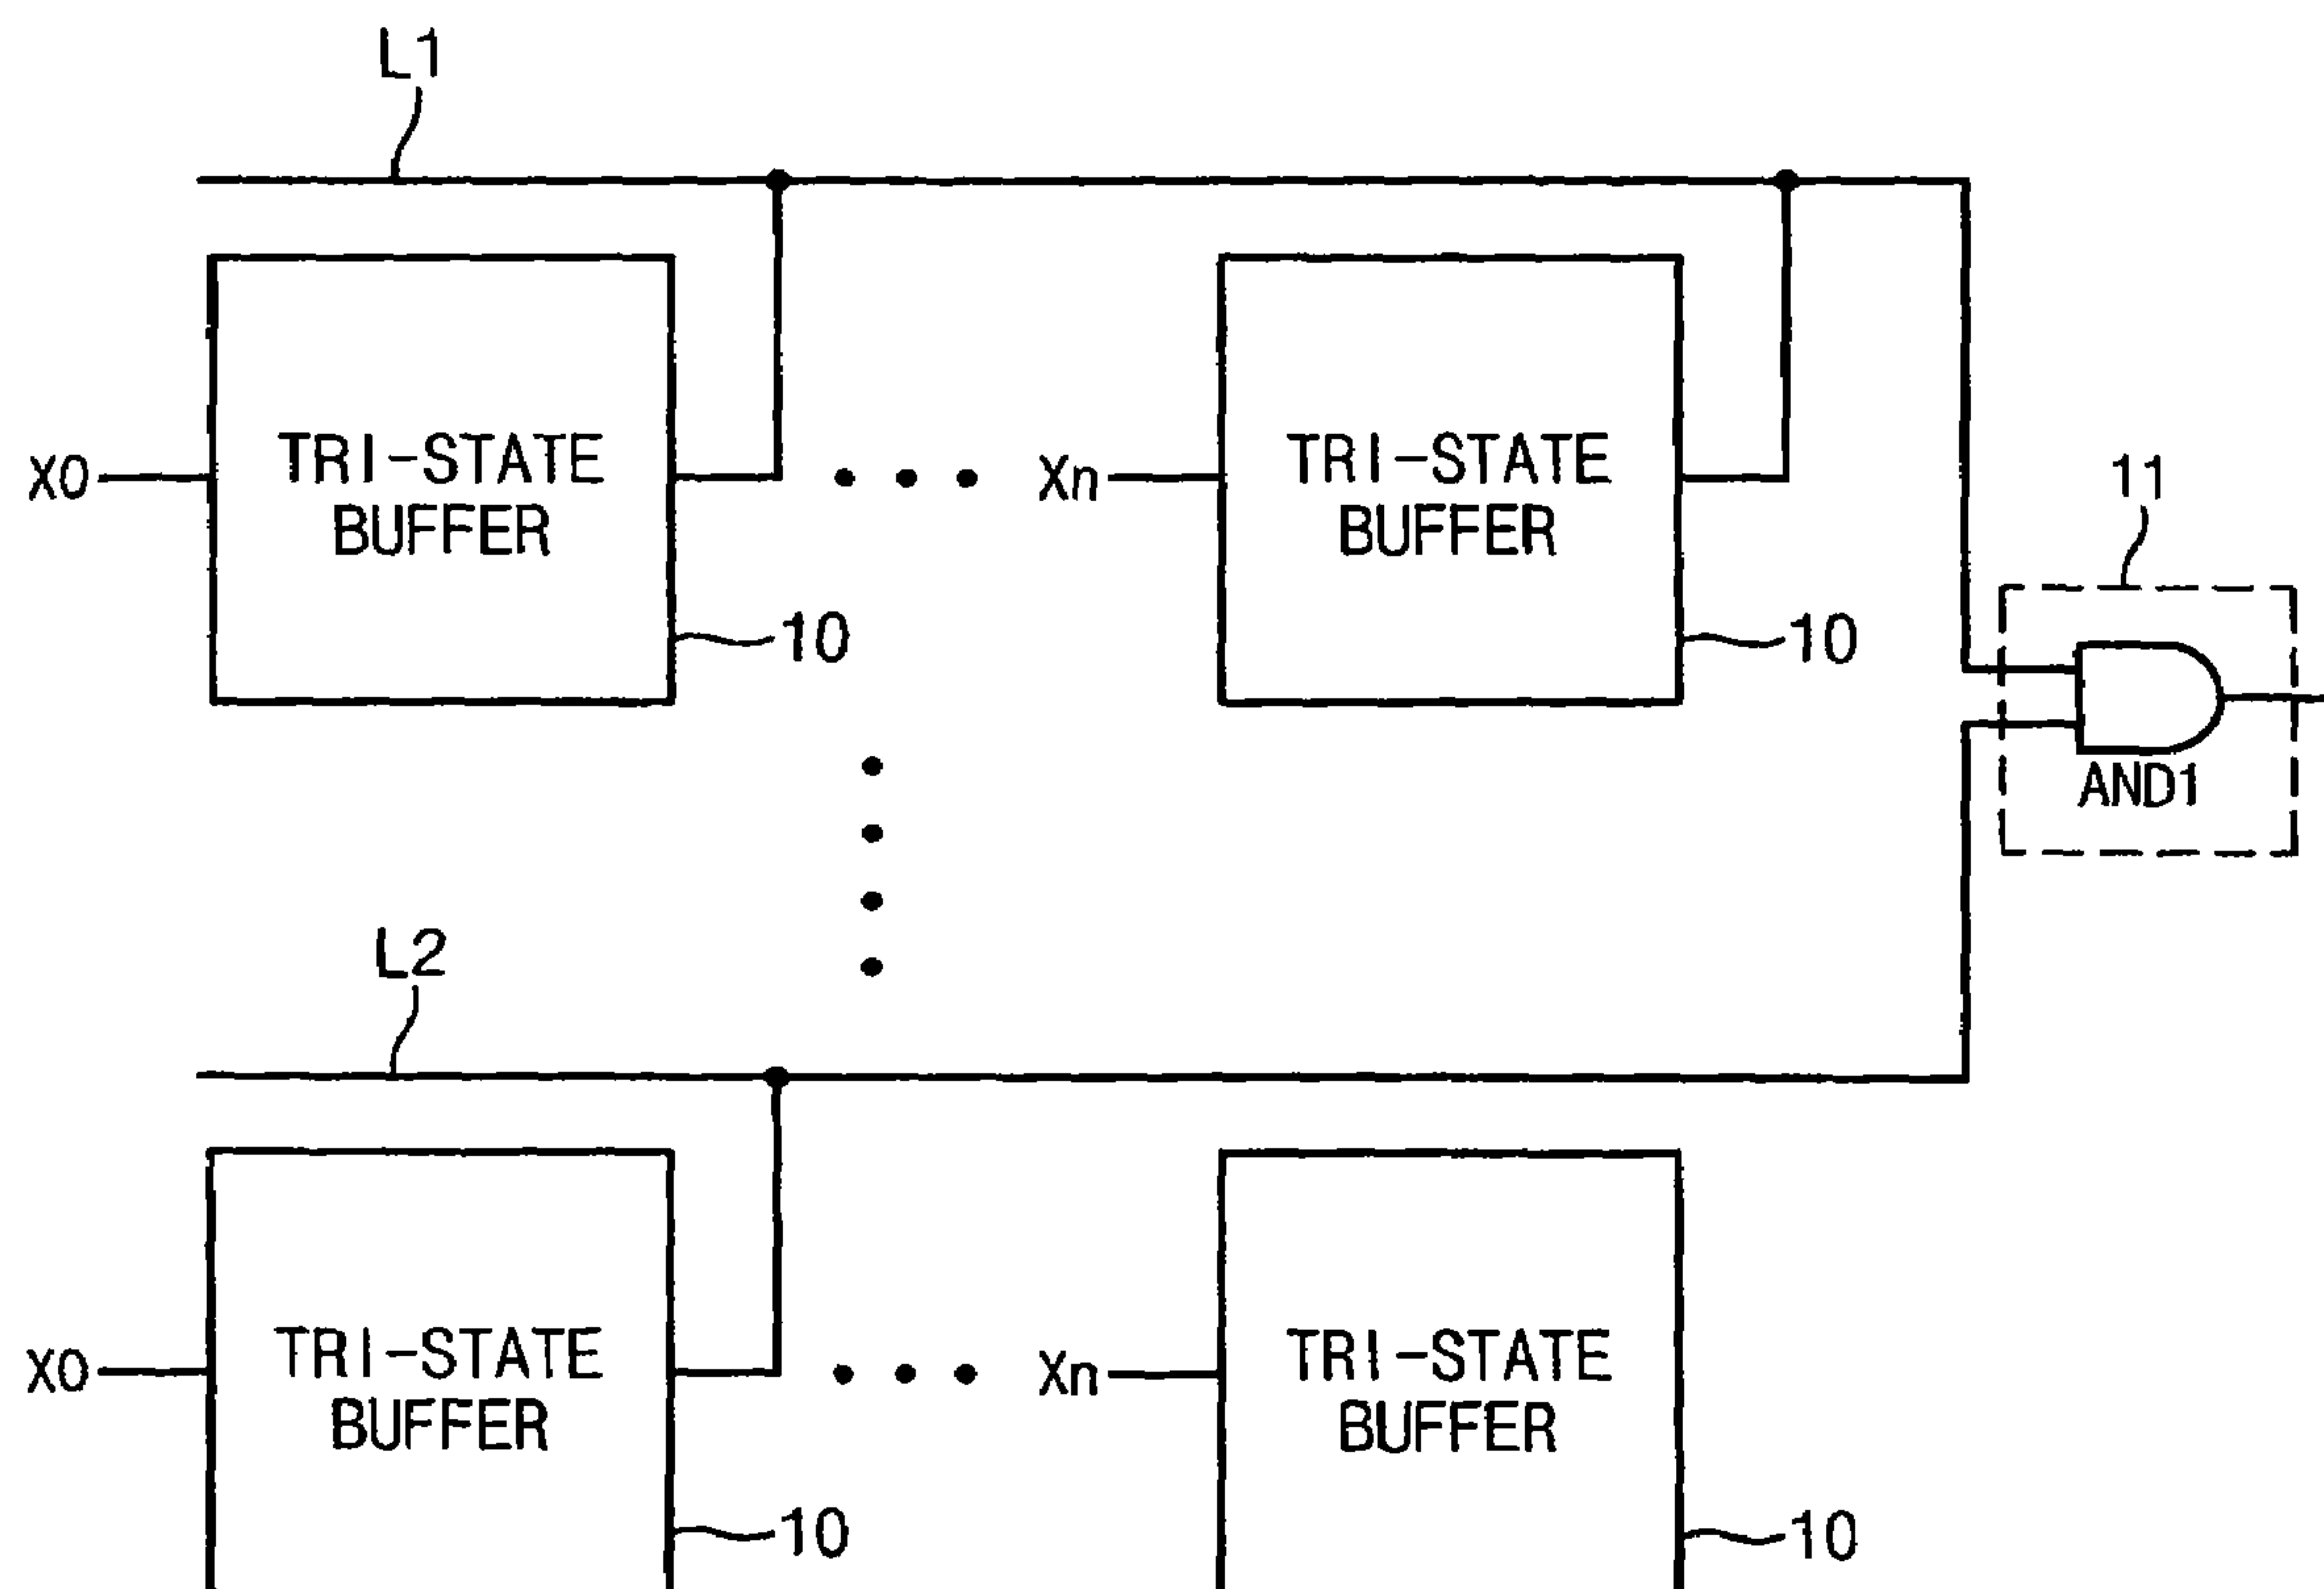 L1
X0
TRI-STATE
BUFFER
10
Xn
TRI-STATE
BUFFER
10
11
AND1
L2
X0
TRI-STATE
BUFFER
10
Xn
TRI-STATE
BUFFER
10